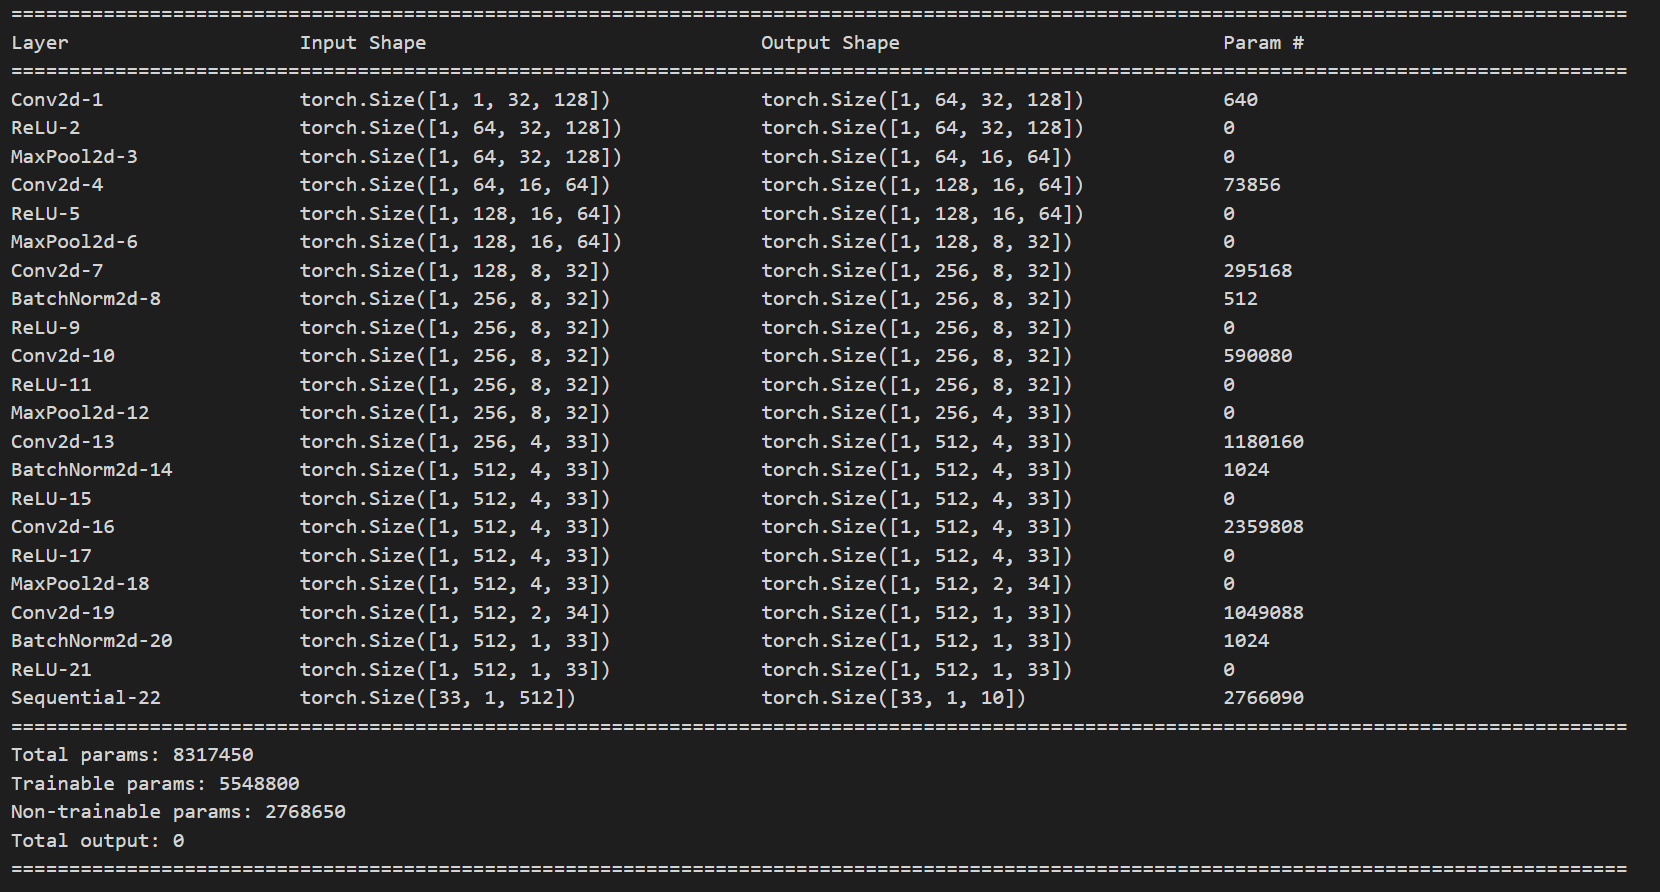 ============================================================================================================================================
Layer                    Input Shape                             Output Shape                            Param #
============================================================================================================================================
Conv2d-1                 torch.Size([1, 1, 32, 128])             torch.Size([1, 64, 32, 128])            640
ReLU-2                   torch.Size([1, 64, 32, 128])            torch.Size([1, 64, 32, 128])            0
MaxPool2d-3              torch.Size([1, 64, 32, 128])            torch.Size([1, 64, 16, 64])             0
Conv2d-4                 torch.Size([1, 64, 16, 64])             torch.Size([1, 128, 16, 64])            73856
ReLU-5                   torch.Size([1, 128, 16, 64])            torch.Size([1, 128, 16, 64])            0
MaxPool2d-6              torch.Size([1, 128, 16, 64])            torch.Size([1, 128, 8, 32])             0
Conv2d-7                 torch.Size([1, 128, 8, 32])             torch.Size([1, 256, 8, 32])             295168
BatchNorm2d-8            torch.Size([1, 256, 8, 32])             torch.Size([1, 256, 8, 32])             512
ReLU-9                   torch.Size([1, 256, 8, 32])             torch.Size([1, 256, 8, 32])             0
Conv2d-10                torch.Size([1, 256, 8, 32])             torch.Size([1, 256, 8, 32])             590080
ReLU-11                  torch.Size([1, 256, 8, 32])             torch.Size([1, 256, 8, 32])             0
MaxPool2d-12             torch.Size([1, 256, 8, 32])             torch.Size([1, 256, 4, 33])             0
Conv2d-13                torch.Size([1, 256, 4, 33])             torch.Size([1, 512, 4, 33])             1180160
BatchNorm2d-14           torch.Size([1, 512, 4, 33])             torch.Size([1, 512, 4, 33])             1024
ReLU-15                  torch.Size([1, 512, 4, 33])             torch.Size([1, 512, 4, 33])             0
Conv2d-16                torch.Size([1, 512, 4, 33])             torch.Size([1, 512, 4, 33])             2359808
ReLU-17                  torch.Size([1, 512, 4, 33])             torch.Size([1, 512, 4, 33])             0
MaxPool2d-18             torch.Size([1, 512, 4, 33])             torch.Size([1, 512, 2, 34])             0
Conv2d-19                torch.Size([1, 512, 2, 34])             torch.Size([1, 512, 1, 33])             1049088
BatchNorm2d-20           torch.Size([1, 512, 1, 33])             torch.Size([1, 512, 1, 33])             1024
ReLU-21                  torch.Size([1, 512, 1, 33])             torch.Size([1, 512, 1, 33])             0
Sequential-22            torch.Size([33, 1, 512])                torch.Size([33, 1, 10])                 2766090
============================================================================================================================================
Total params: 8317450
Trainable params: 5548800
Non-trainable params: 2768650
Total output: 0
============================================================================================================================================